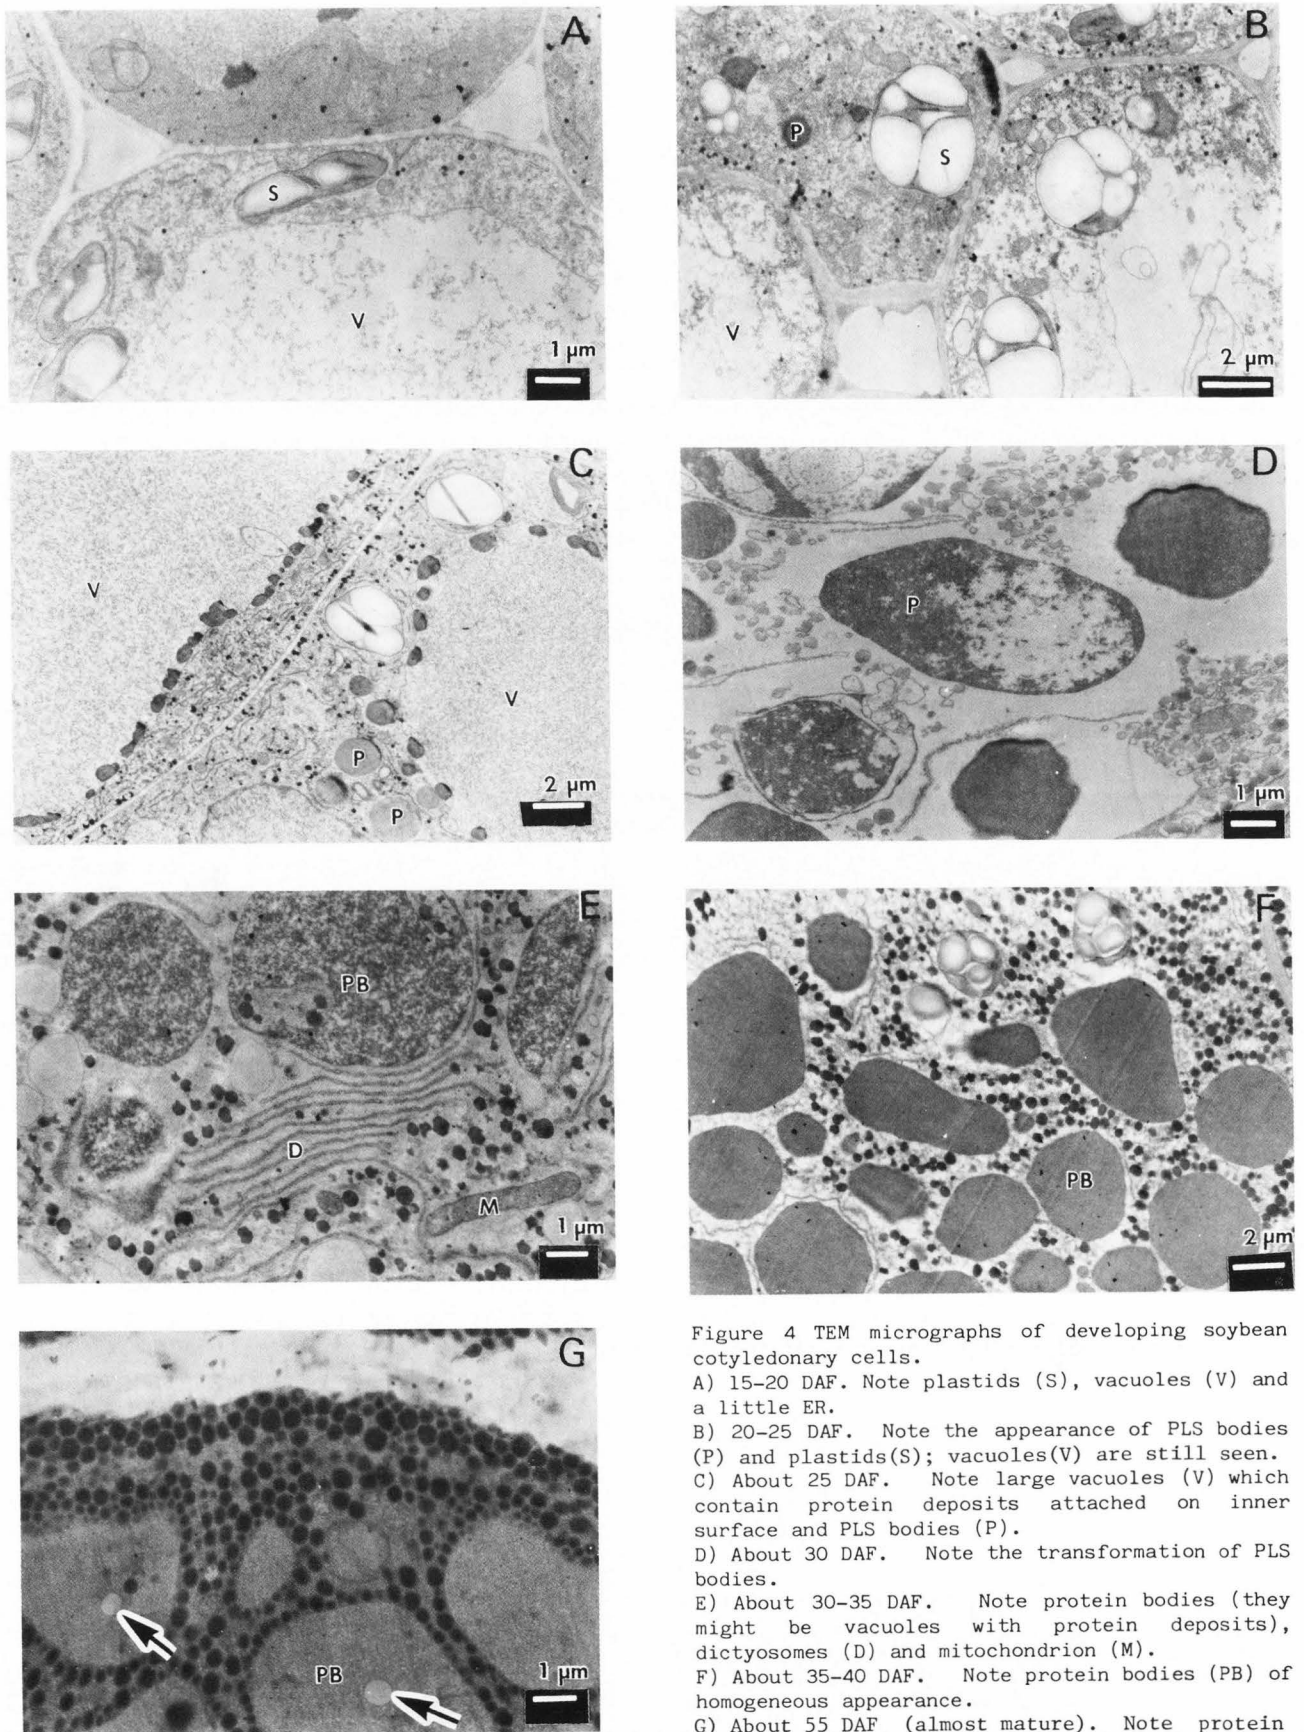 A
S
V
1 µm
B
P
S
V
2 µm
C
V
V
P
P
2 µm
D
P
1 µm
E
PB
D
M
1 µm
F
PB
2 µm
G
PB
1 µm
Figure 4 TEM micrographs of developing soybean
cotyledonary cells.
A) 15-20 DAF. Note plastids (S), vacuoles (V) and
a little ER.
B) 20-25 DAF. Note the appearance of PLS bodies
(P) and plastids(S); vacuoles(V) are still seen.
C) About 25 DAF. Note large vacuoles (V) which
contain protein deposits attached on inner
surface and PLS bodies (P).
D) About 30 DAF. Note the transformation of PLS
bodies.
E) About 30-35 DAF. Note protein bodies (they
might be vacuoles with protein deposits),
dictyosomes (D) and mitochondrion (M).
F) About 35-40 DAF. Note protein bodies (PB) of
homogeneous appearance.
G) About 55 DAF (almost mature). Note protein